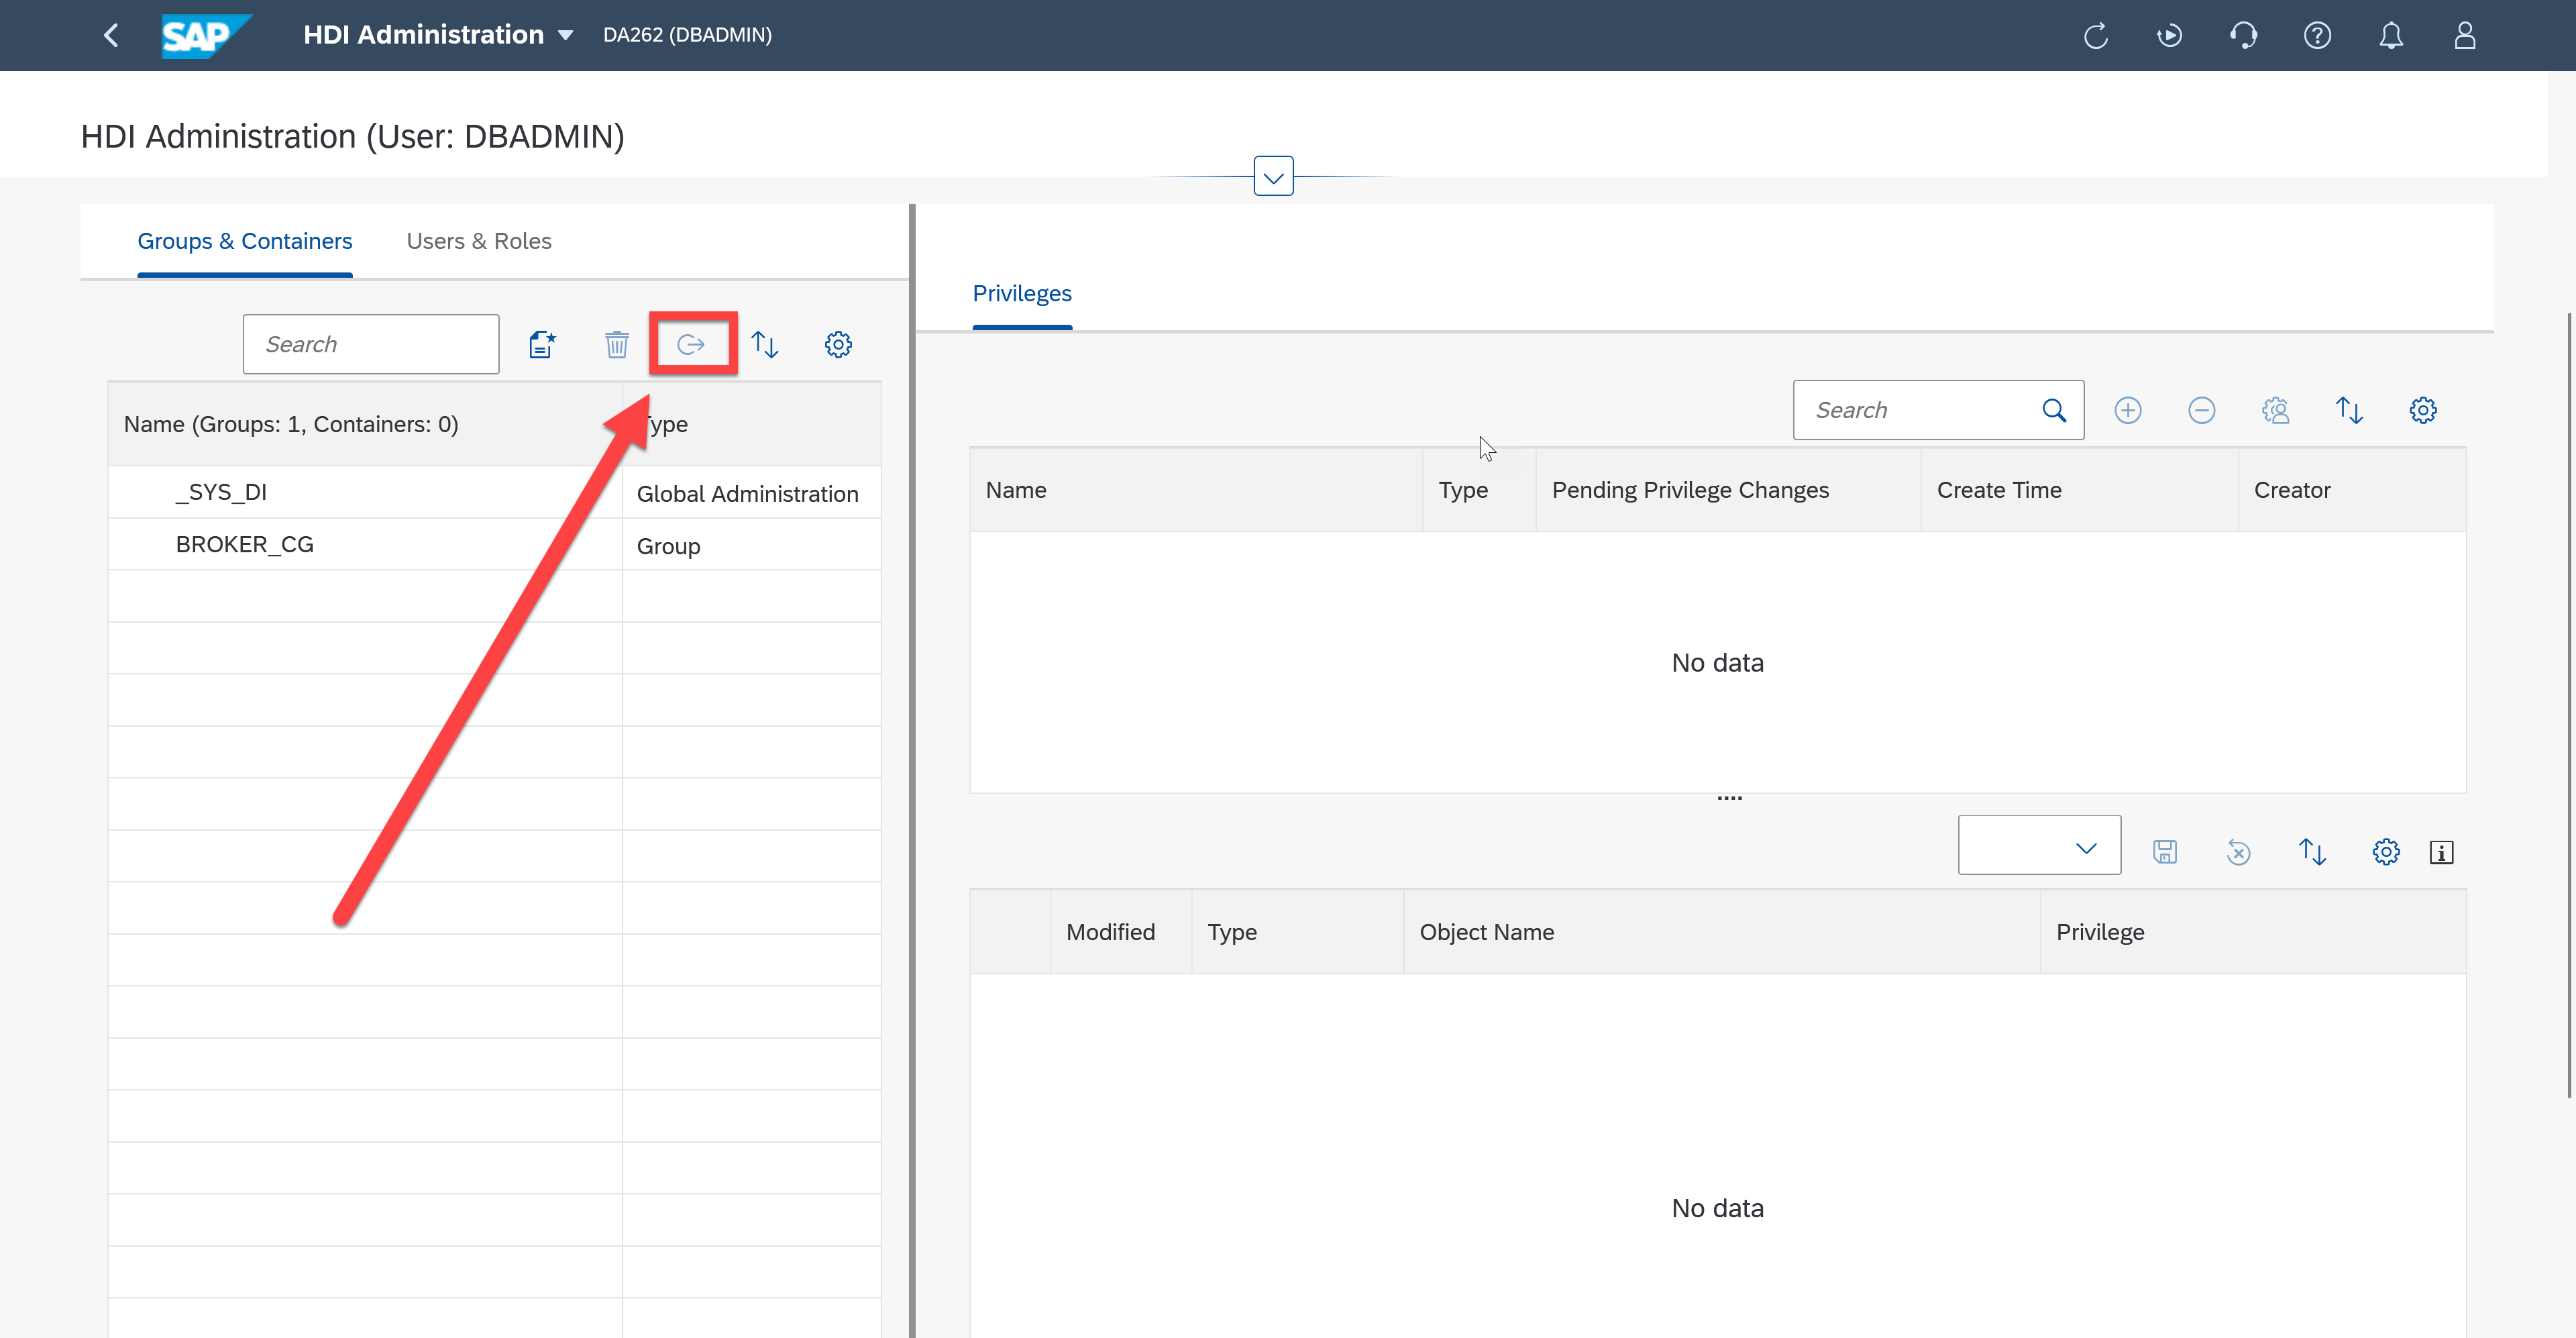 SAP HDI Administration DA262 (DBADMIN)
HDI Administration (User: DBADMIN)
Groups & Containers Users & Roles
Privileges
Search
Search
Name (Groups: 1, Containers: 0) ype
_SYS_DI Global Administration
BROKER_CG Group
Name Type Pending Privilege Changes Create Time Creator
No data
Modified Type Object Name Privilege
No data